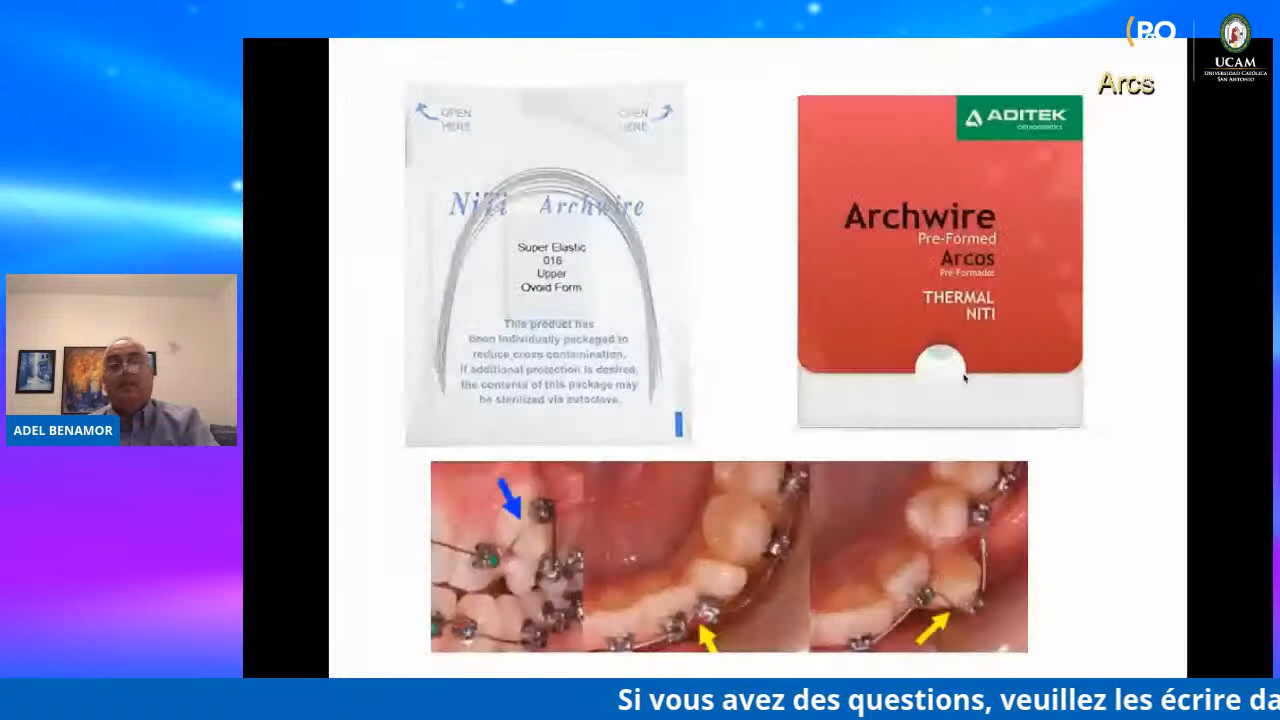 UCAM
UNIVERSIDAD CATÓLICA
SAN ANTONIO
Arcs
OPEN
HERE
OPEN
HERE
NiTi Archwire
Super Elastic
016
Upper
Ovoid Form
This product has
been individually packaged to
reduce cross contamination.
If additional protection is desired,
the contents of this package may
be sterilized via autoclave.
ADITEK
ORTHODONTICS
Archwire
Pre-Formed
Arcos
Pré-Formados
THERMAL
NITI
ADEL BENAMOR
Si vous avez des questions, veuillez les écrire da